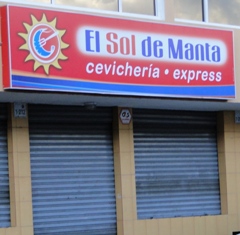 El Sol de Manta
cevichería • express